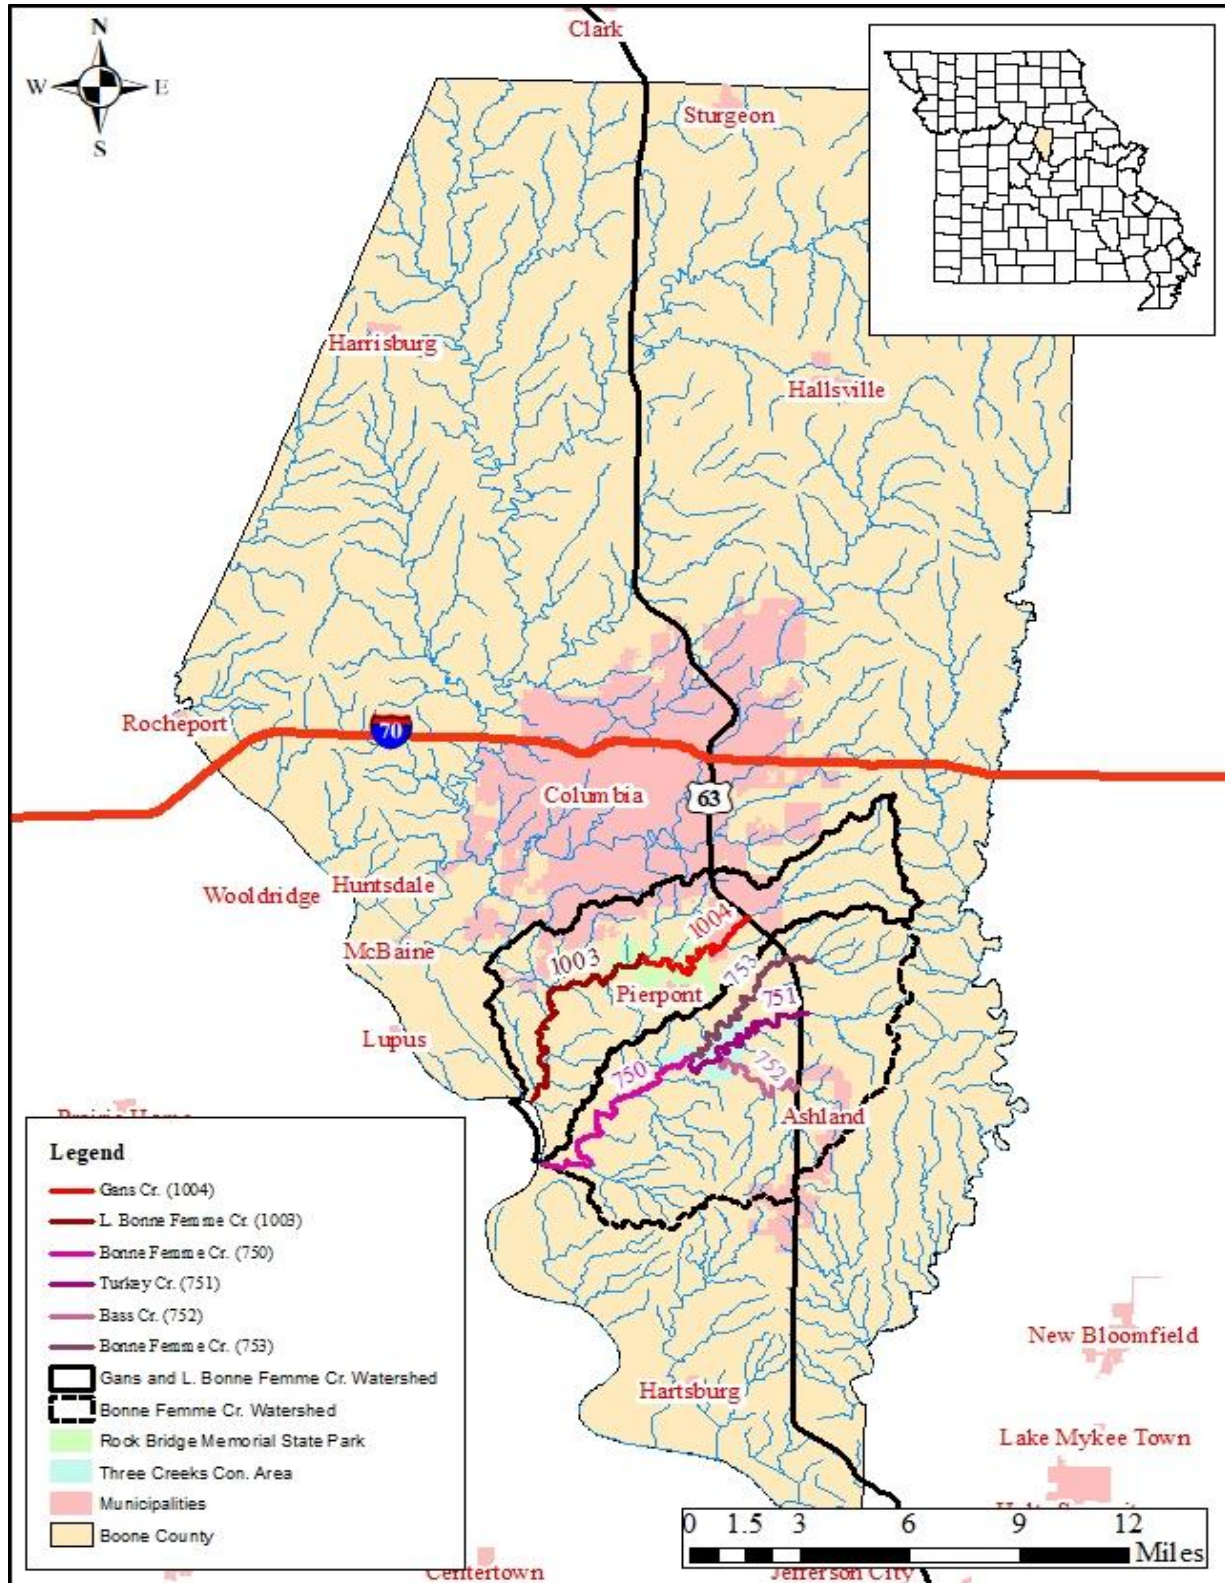 Clark
N
W
E
S
Sturgeon
Harrisburg
Hallsville
Rocheport
70
Columbia
63
Wooldridge
Huntsdale
McBaine
1004
1003
753
Pierpont
751
Lupus
750
752
Ashland
Legend
Gans Cr. (1004)
L. Bonne Femme Cr. (1003)
Bonne Femme Cr. (750)
Turkey Cr. (751)
Bass Cr. (752)
Bonne Femme Cr. (753)
Gans and L. Bonne Femme Cr. Watershed
Bonne Femme Cr. Watershed
Rock Bridge Memorial State Park
Three Creeks Con. Area
Municipalities
Boone County
New Bloomfield
Hartsburg
Lake Mykee Town
0 1.5 3 6 9 12
Miles
Centertown
Jefferson City